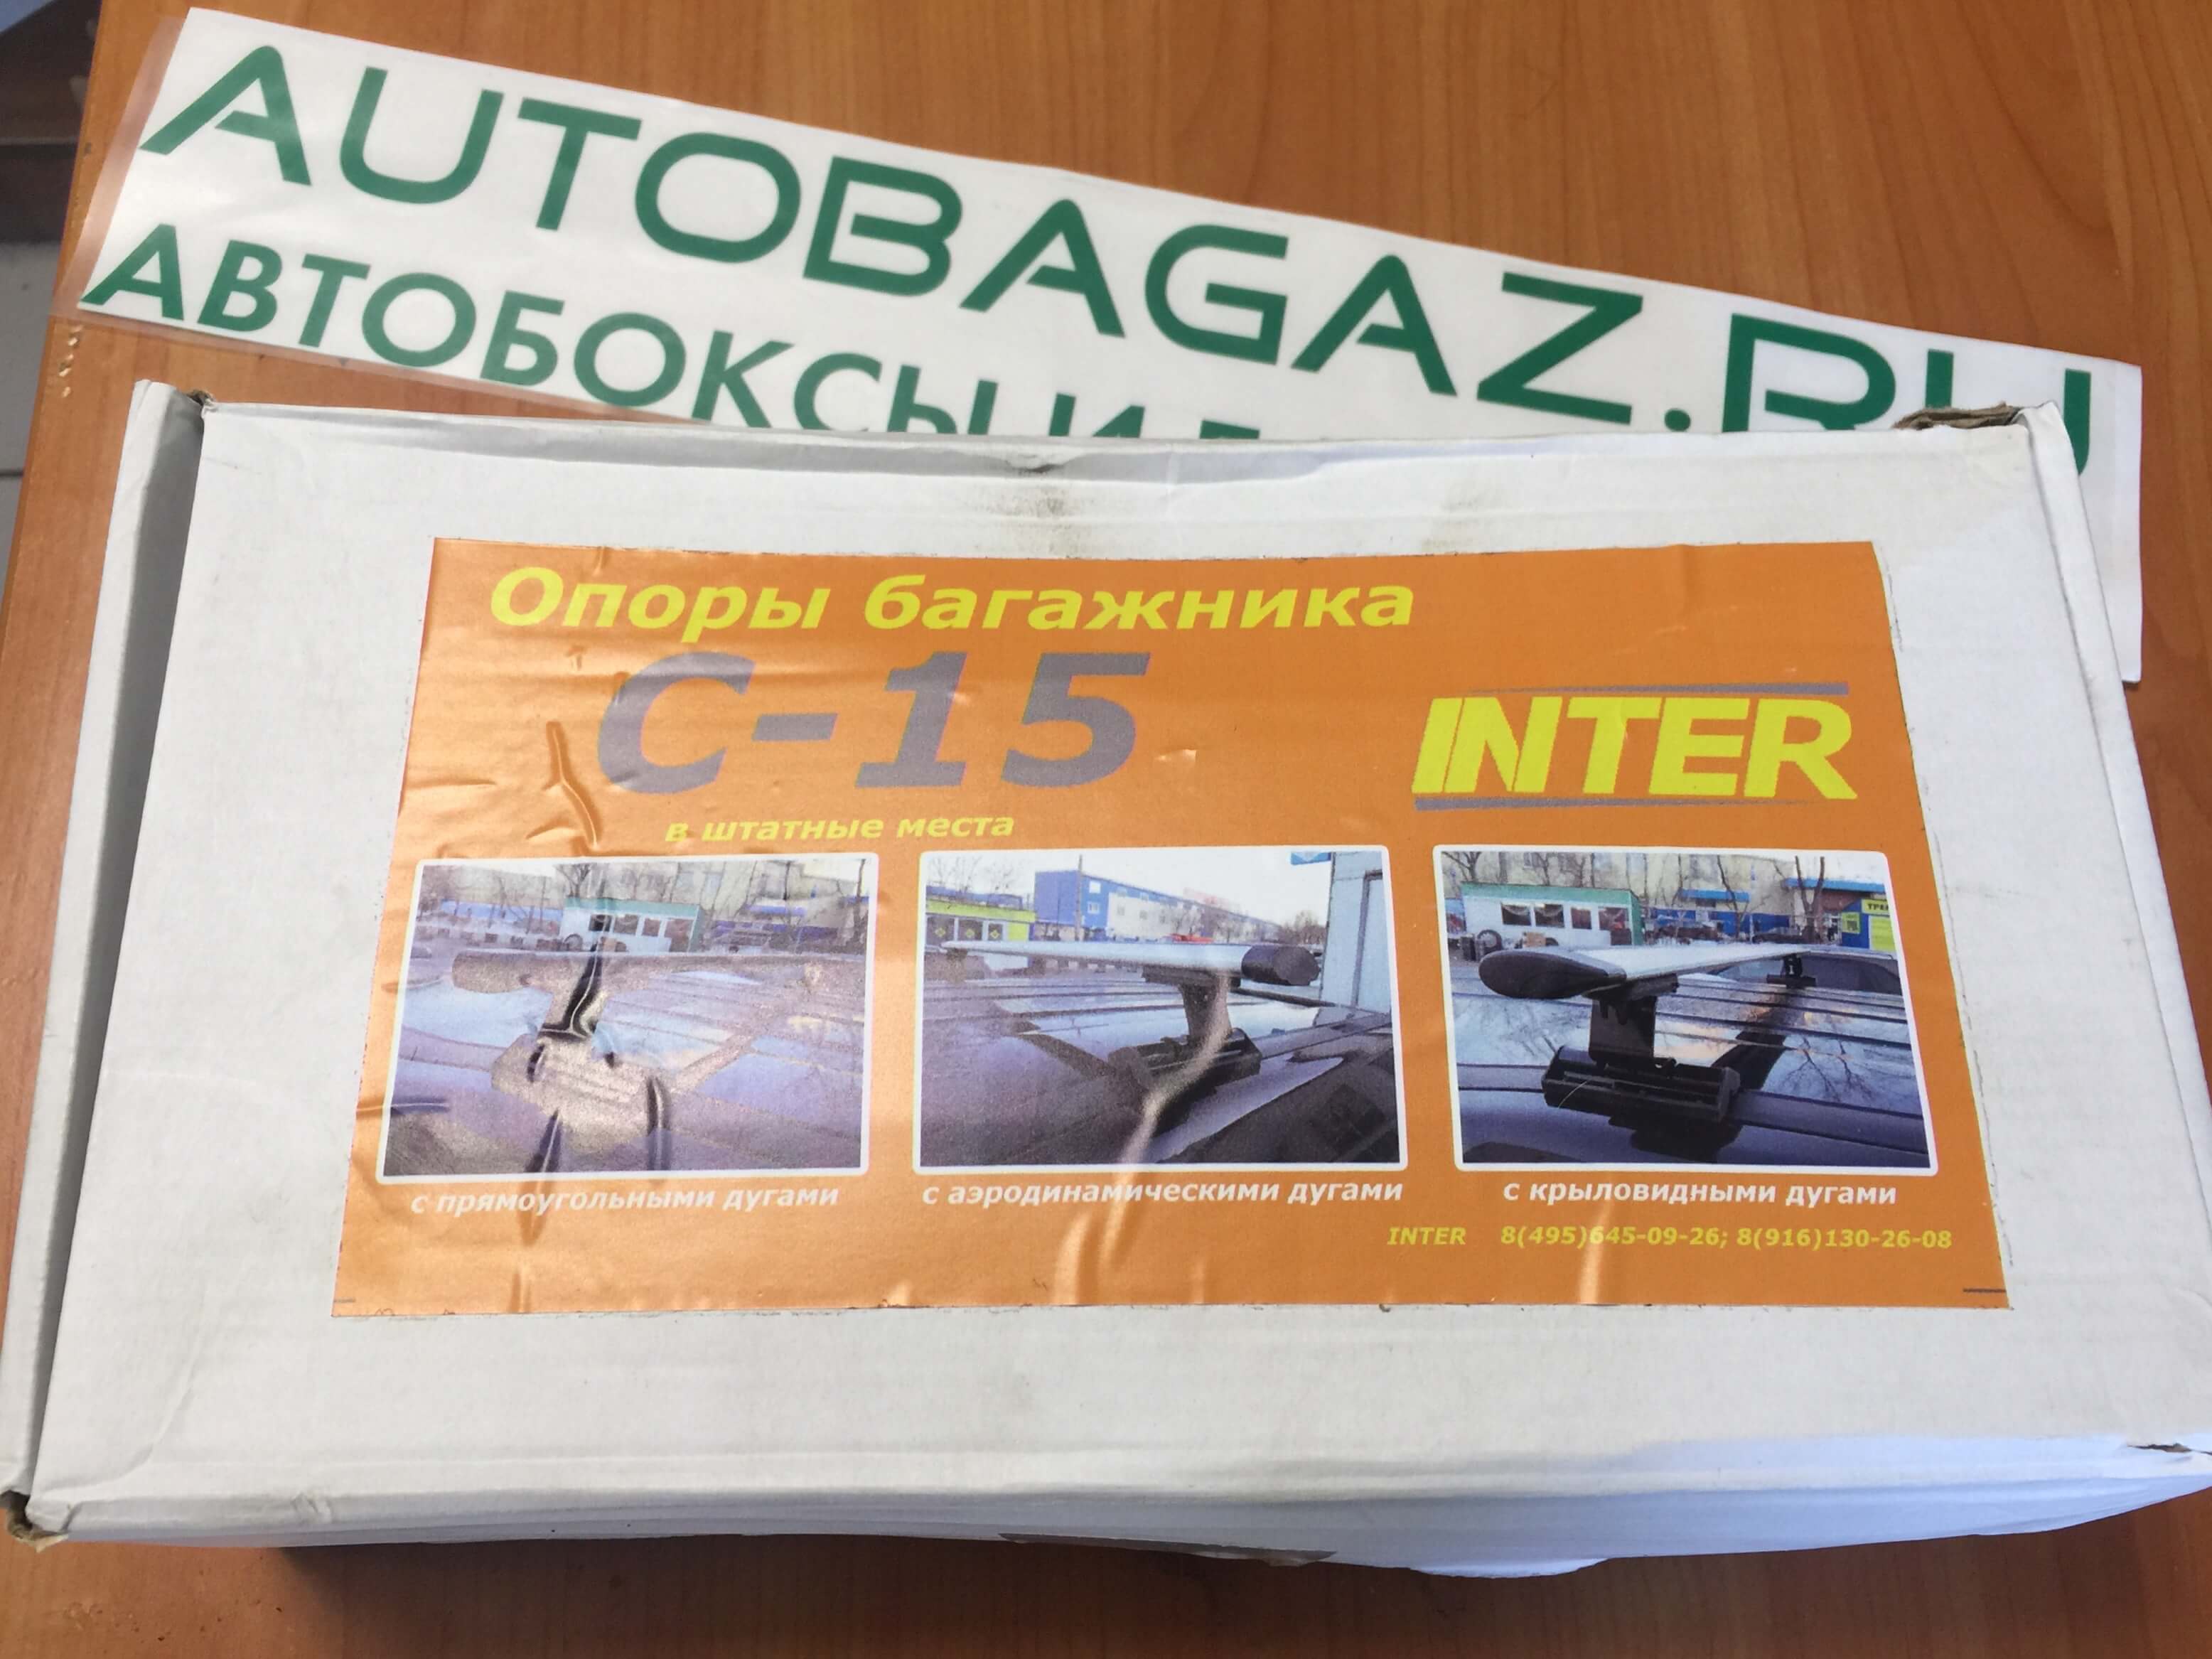 AUTOBAGAZ.RU
АВТОБОКСЫ И
Опоры багажника
С-15
INTER
в штатные места
с прямоугольными дугами
с аэродинамическими дугами
с крыловидными дугами
INTER 8(495)645-09-26; 8(916)130-26-08